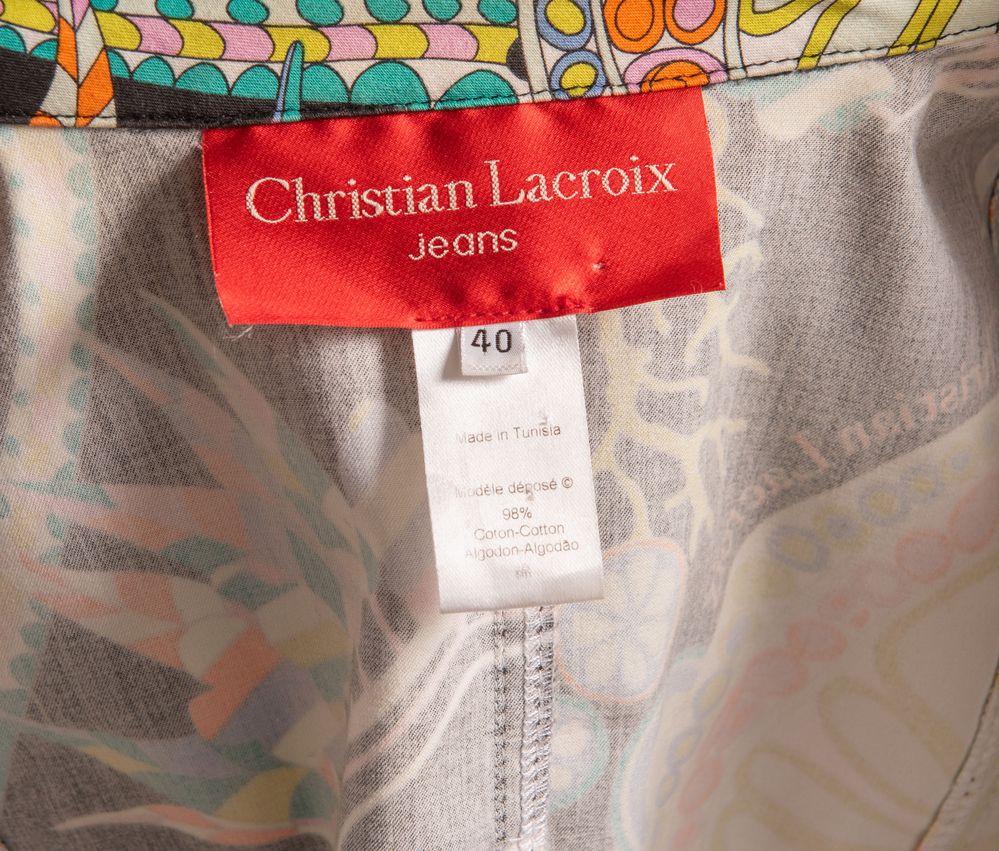 Christian Lacroix
jeans
40
Made in Tunisia
Modèle déposé ©
98%
Coton-Cotton
Algodon-Algodão